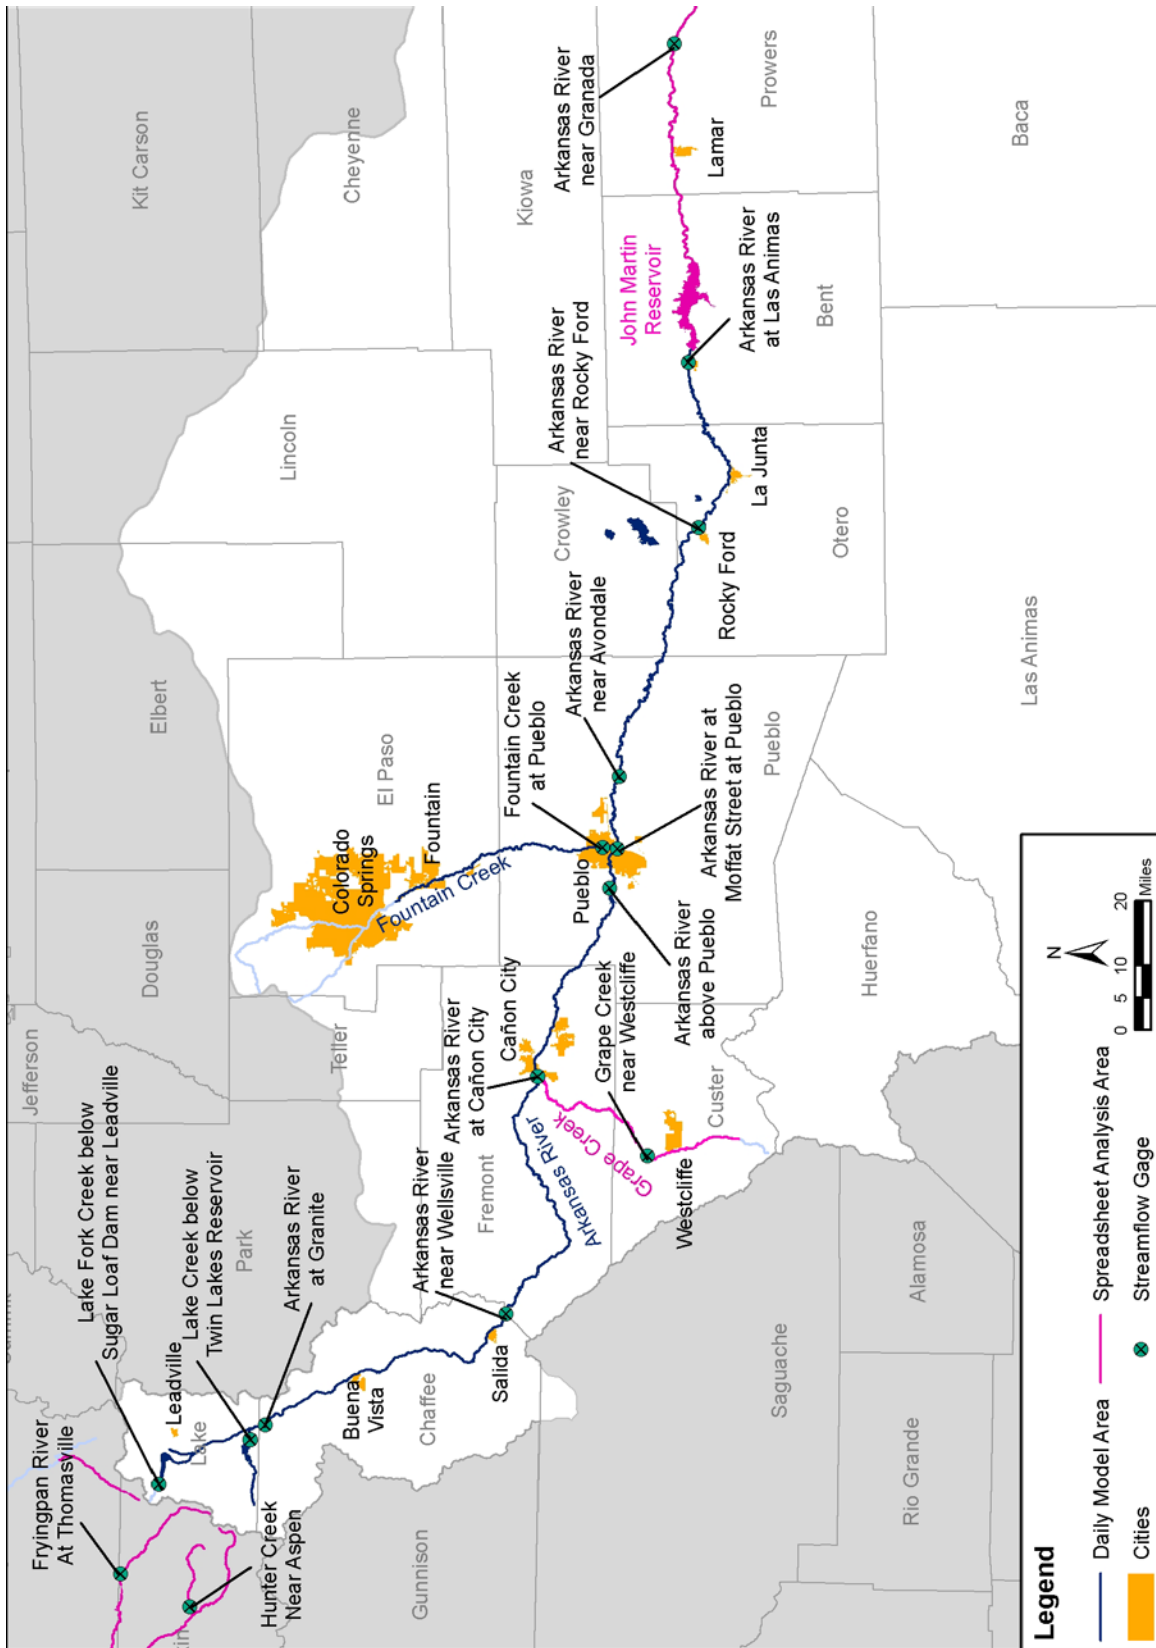 Fryingpan River
At Thomasville
Lake Fork Creek below
Sugar Loaf Dam near Leadville
Jefferson
Douglas
Elbert
Kit Carson
Leadville
Lake
Lake Creek below
Twin Lakes Reservoir
Park
Arkansas River
at Granite
Hunter Creek
Near Aspen
Teller
Colorado
Springs
El Paso
Fountain
Fountain Creek
Lincoln
Cheyenne
Gunnison
Buena
Vista
Chaffee
Salida
Arkansas River
near Wellsville
Fremont
Arkansas River
at Cañon City
Cañon City
Fountain Creek
at Pueblo
Arkansas River
near Avondale
Crowley
Arkansas River
near Rocky Ford
Kiowa
Arkansas River
near Granada
John Martin
Reservoir
Arkansas River
Grape Creek
Grape Creek
near Westcliffe
Pueblo
Arkansas River
above Pueblo
Arkansas River at
Moffat Street at Pueblo
Pueblo
Rocky Ford
La Junta
Otero
Arkansas River
at Las Animas
Bent
Lamar
Prowers
Westcliffe
Custer
Saguache
Alamosa
Rio Grande
Huerfano
Las Animas
Baca
N
0 5 10 20
Miles
Legend
Daily Model Area
Spreadsheet Analysis Area
Cities
Streamflow Gage